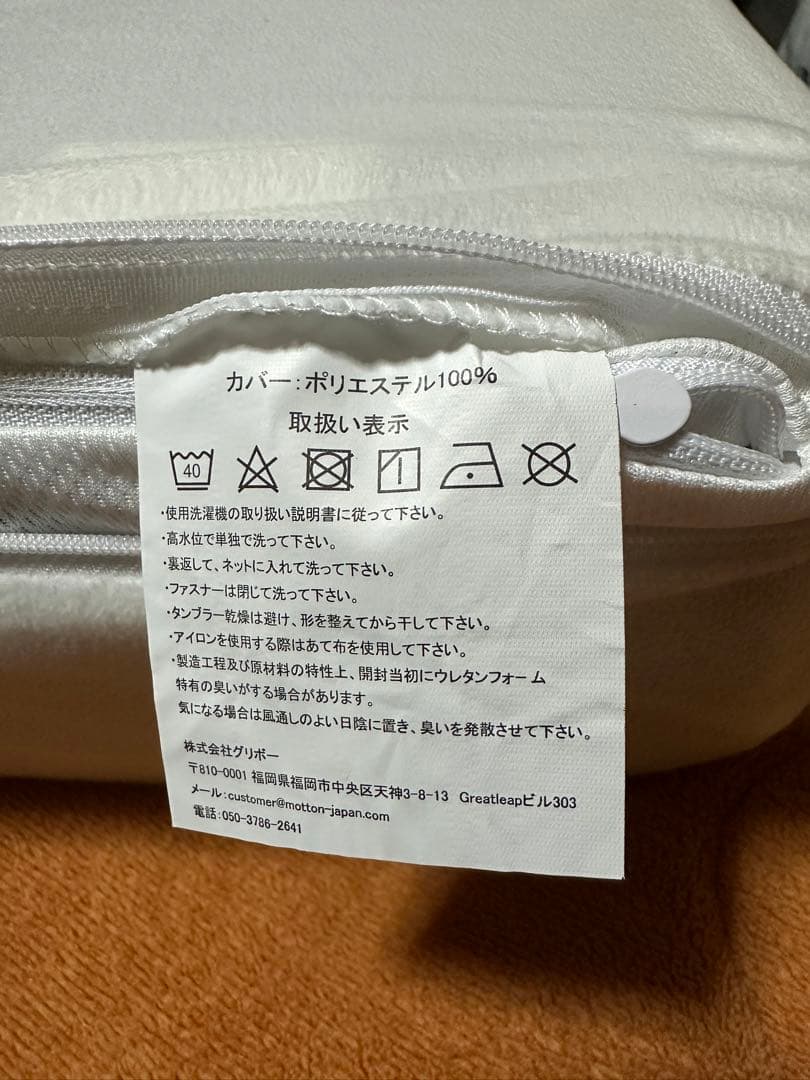 カバー:ポリエステル100%
取扱い表示
40
・使用洗濯機の取り扱い説明書に従って下さい。
・高水位で単独で洗って下さい。
・裏返して、ネットに入れて洗って下さい。
・ファスナーは閉じて洗って下さい。
・タンブラー乾燥は避け、形を整えてから干して下さい。
・アイロンを使用する際はあて布を使用して下さい。
・製造工程及び原材料の特性上、開封当初にウレタンフォーム
特有の臭いがする場合があります。
気になる場合は風通しのよい日陰に置き、臭いを発散させて下さい。
株式会社グリボー
〒810-0001 福岡県福岡市中央区天神3-8-13 Greatleapビル303
メール:customer@motton-japan.com
電話:050-3786-2641